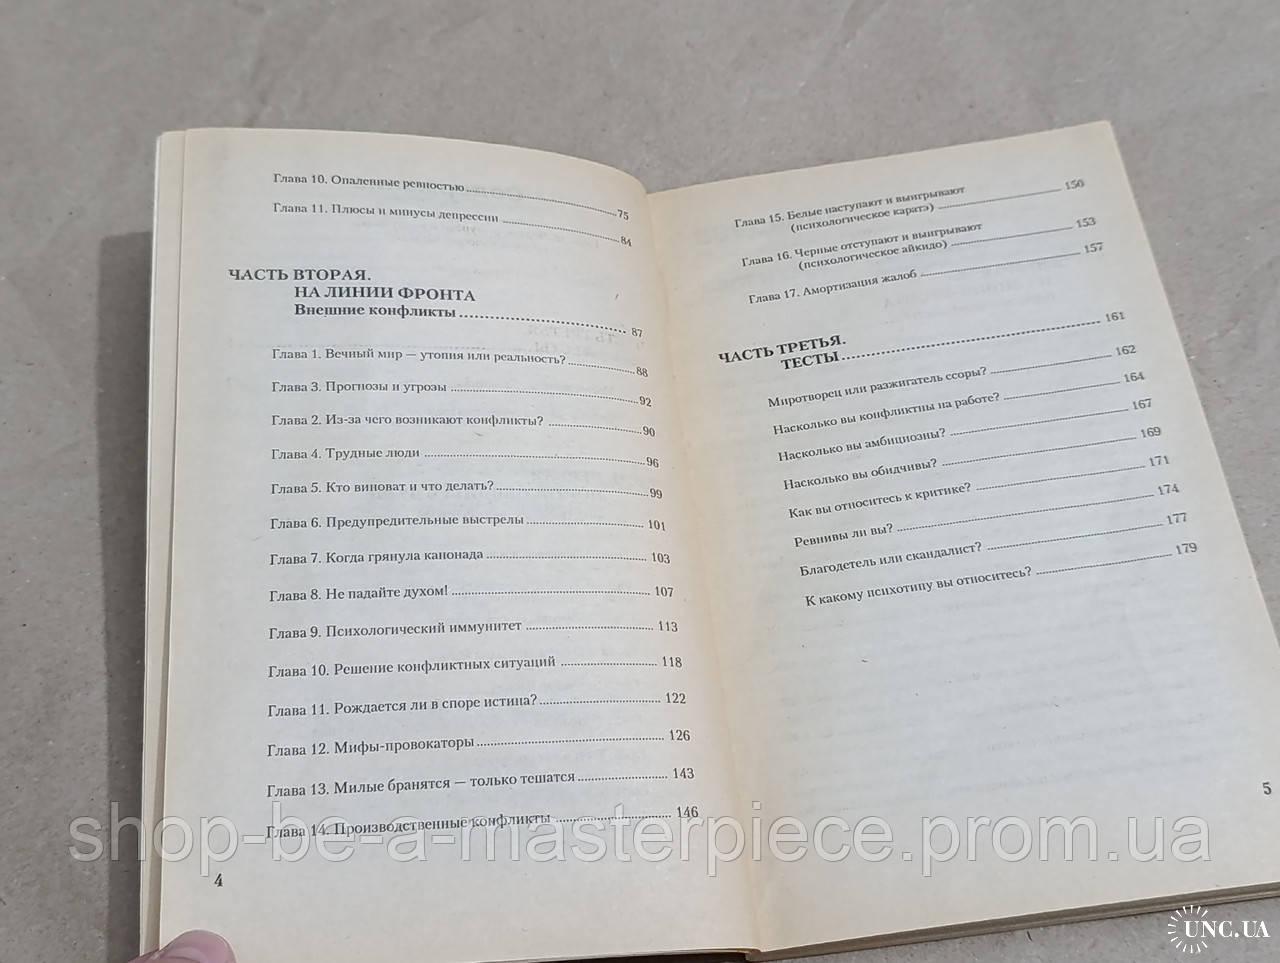 Глава 10. Опаленные ревностью 75
Глава 11. Плюсы и минусы депрессии 84
ЧАСТЬ ВТОРАЯ.
НА ЛИНИИ ФРОНТА
Внешние конфликты 87
Глава 1. Вечный мир — утопия или реальность? 88
Глава 3. Прогнозы и угрозы 92
Глава 2. Из-за чего возникают конфликты? 90
Глава 4. Трудные люди 96
Глава 5. Кто виноват и что делать? 99
Глава 6. Предупредительные выстрелы 101
Глава 7. Когда грянула канонада 103
Глава 8. Не падайте духом! 107
Глава 9. Психологический иммунитет 113
Глава 10. Решение конфликтных ситуаций 118
Глава 11. Рождается ли в споре истина? 122
Глава 12. Мифы-провокаторы 126
Глава 13. Милые бранятся — только тешатся 143
Глава 14. Производственные конфликты 146
4
Глава 15. Белые наступают и выигрывают
(психологическое каратэ) 150
Глава 16. Черные отступают и выигрывают
(психологическое айкидо) 153
Глава 17. Амортизация жалоб 157
ЧАСТЬ ТРЕТЬЯ.
ТЕСТЫ 161
Миротворец или разжигатель ссоры? 162
Насколько вы конфликтны на работе? 164
Насколько вы амбициозны? 167
Насколько вы обидчивы? 169
Как вы относитесь к критике? 171
Ревнивы ли вы? 174
Благодетель или скандалист? 177
К какому психотипу вы относитесь? 179
5
shop-be-a-masterpiece.prom.ua
UNC.UA